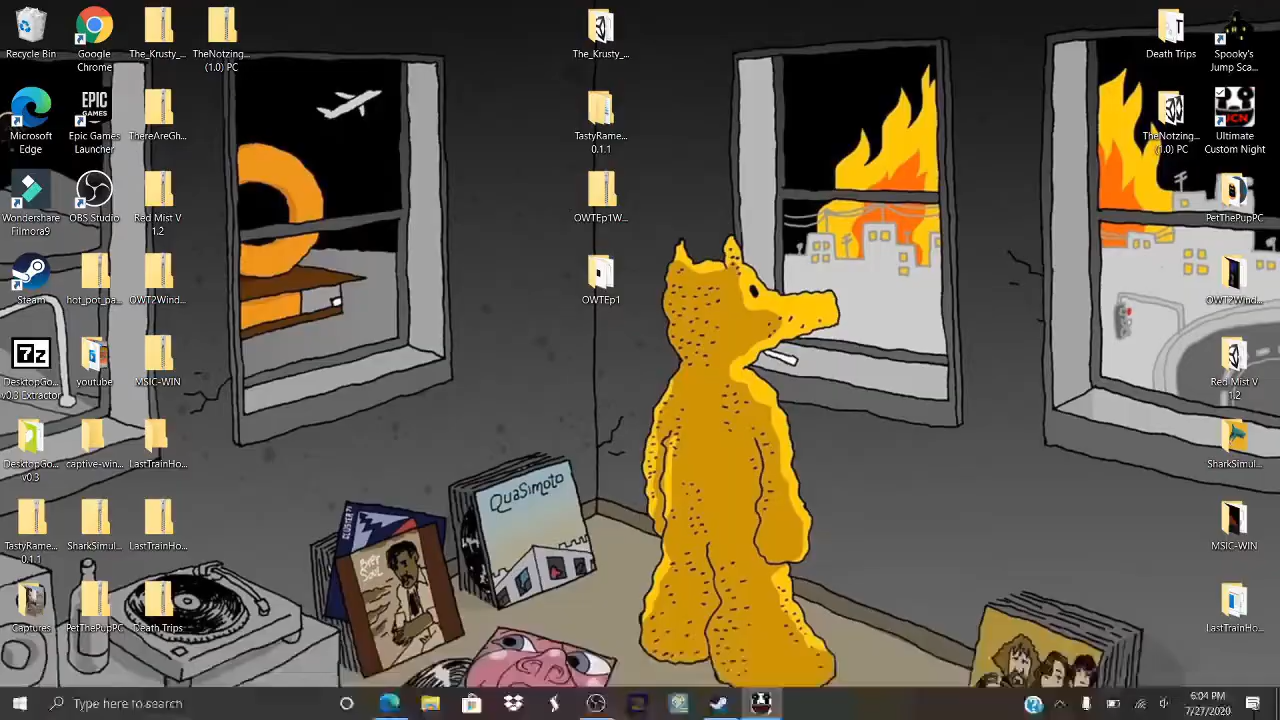 Recycle Bin
Google
Chrome
The_Krusty_...
TheNotzing...
(1.0) PC
Microsoft
Edge
EPIC
GAMES
Epic Games
Launcher
ThereAreGh...
Wondershare
Filmora9
OBS Studio
Red Mist V
1.2
Steam
hot_pot_pa...
OWT2Wind...
7z
DesktopGo...
v0.3 Extractor
youtube
MSIC-WIN
DesktopGo...
v0.3
captive-win...
LastTrainHo...
TastyRame...
0.1.1
SharkSimul...
LastTrainHo...
Captures
PetThePupPC
Death Trips
The_Krusty_...
TastyRame...
0.1.1
OWTEp1W...
OWTEp1
Death Trips
Spooky's
Jump Sca...
TheNotzing...
(1.0) PC
UCN
Ultimate
Custom Night
PetThePupPC
OWT2Wind...
Red Mist V
1.2
SharkSimul...
MSIC-WIN
LastTrainHo...
QuaSimoto
Type here to search
6:04 PM
7/27/2020